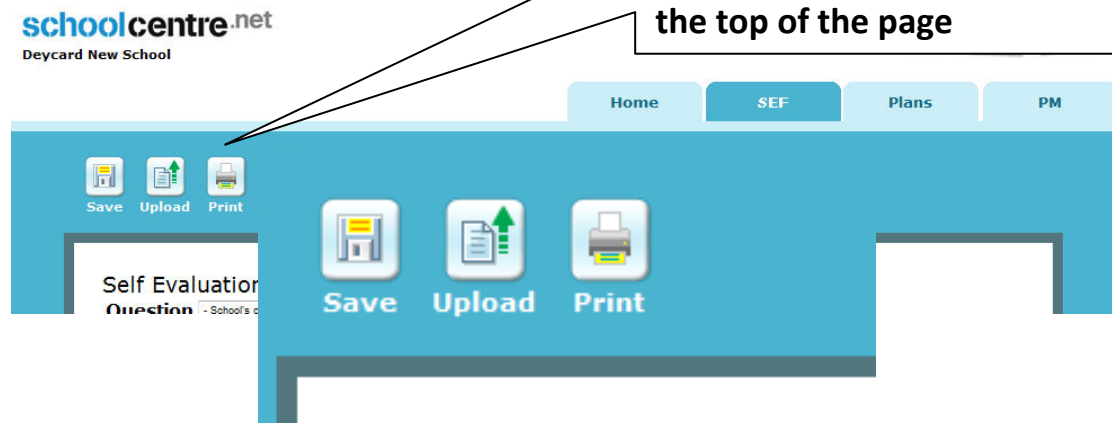 schoolcentre.net
the top of the page
Deycard New School
Home SEF Plans PM
Save Upload Print
Self Evaluation
Question - School's
Save Upload Print